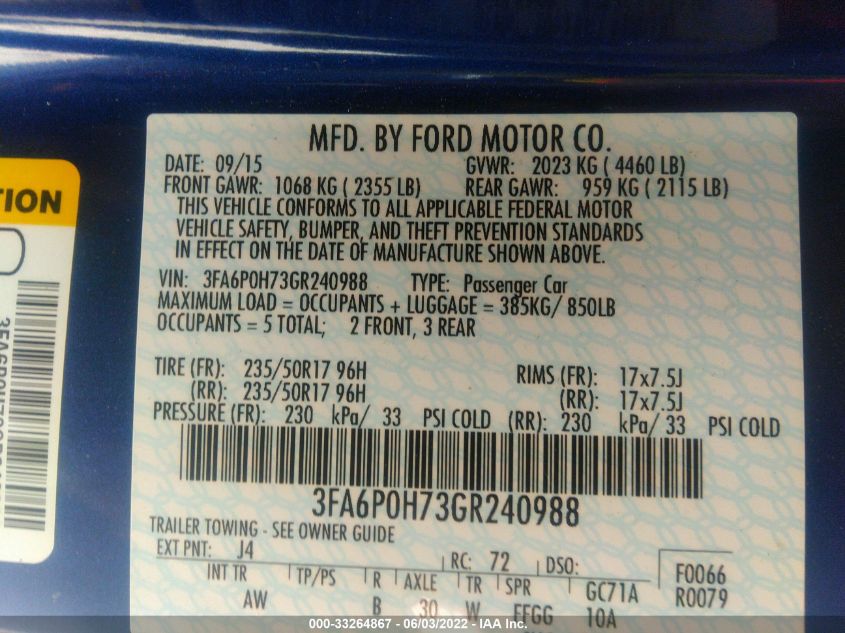 MFD. BY FORD MOTOR CO.
DATE: 09/15 GVWR: 2023 KG ( 4460 LB)
FRONT GAWR: 1068 KG ( 2355 LB) REAR GAWR: 959 KG ( 2115 LB)
THIS VEHICLE CONFORMS TO ALL APPLICABLE FEDERAL MOTOR
VEHICLE SAFETY, BUMPER, AND THEFT PREVENTION STANDARDS
IN EFFECT ON THE DATE OF MANUFACTURE SHOWN ABOVE.
VIN: 3FA6P0H73GR240988 TYPE: Passenger Car
MAXIMUM LOAD = OCCUPANTS + LUGGAGE = 385KG/ 850LB
OCCUPANTS = 5 TOTAL; 2 FRONT, 3 REAR
TIRE (FR): 235/50R17 96H RIMS (FR): 17x7.5J
(RR): 235/50R17 96H (RR): 17x7.5J
PRESSURE (FR): 230 kPa/ 33 PSI COLD (RR): 230 kPa/ 33 PSI COLD
3FA6P0H73GR240988
TRAILER TOWING - SEE OWNER GUIDE
EXT PNT: J4 RC: 72 DSO: F0066
INT TR TP/PS R AXLE TR SPR GC71A R0079
AW B 30 W FFGG 10A
TION
000-33264867 - 06/03/2022 - IAA Inc.